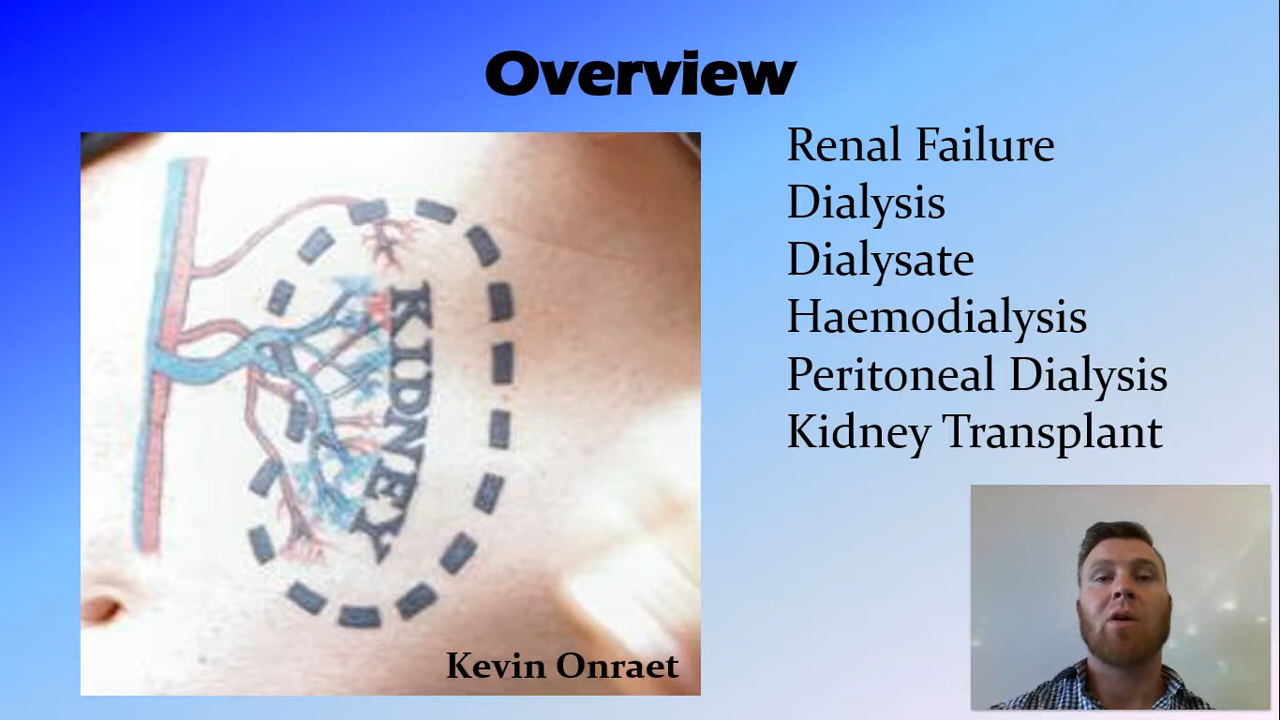 Overview
KIDNEY
Kevin Onraet
Renal Failure
Dialysis
Dialysate
Haemodialysis
Peritoneal Dialysis
Kidney Transplant